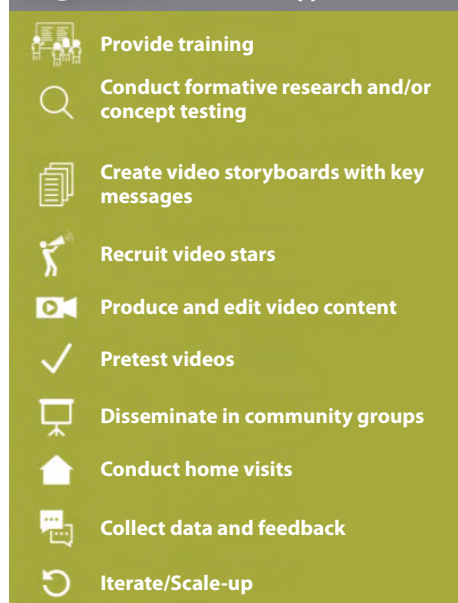 Provide training
Conduct formative research and/or
concept testing
Create video storyboards with key
messages
Recruit video stars
Produce and edit video content
Pretest videos
Disseminate in community groups
Conduct home visits
Collect data and feedback
Iterate/Scale-up